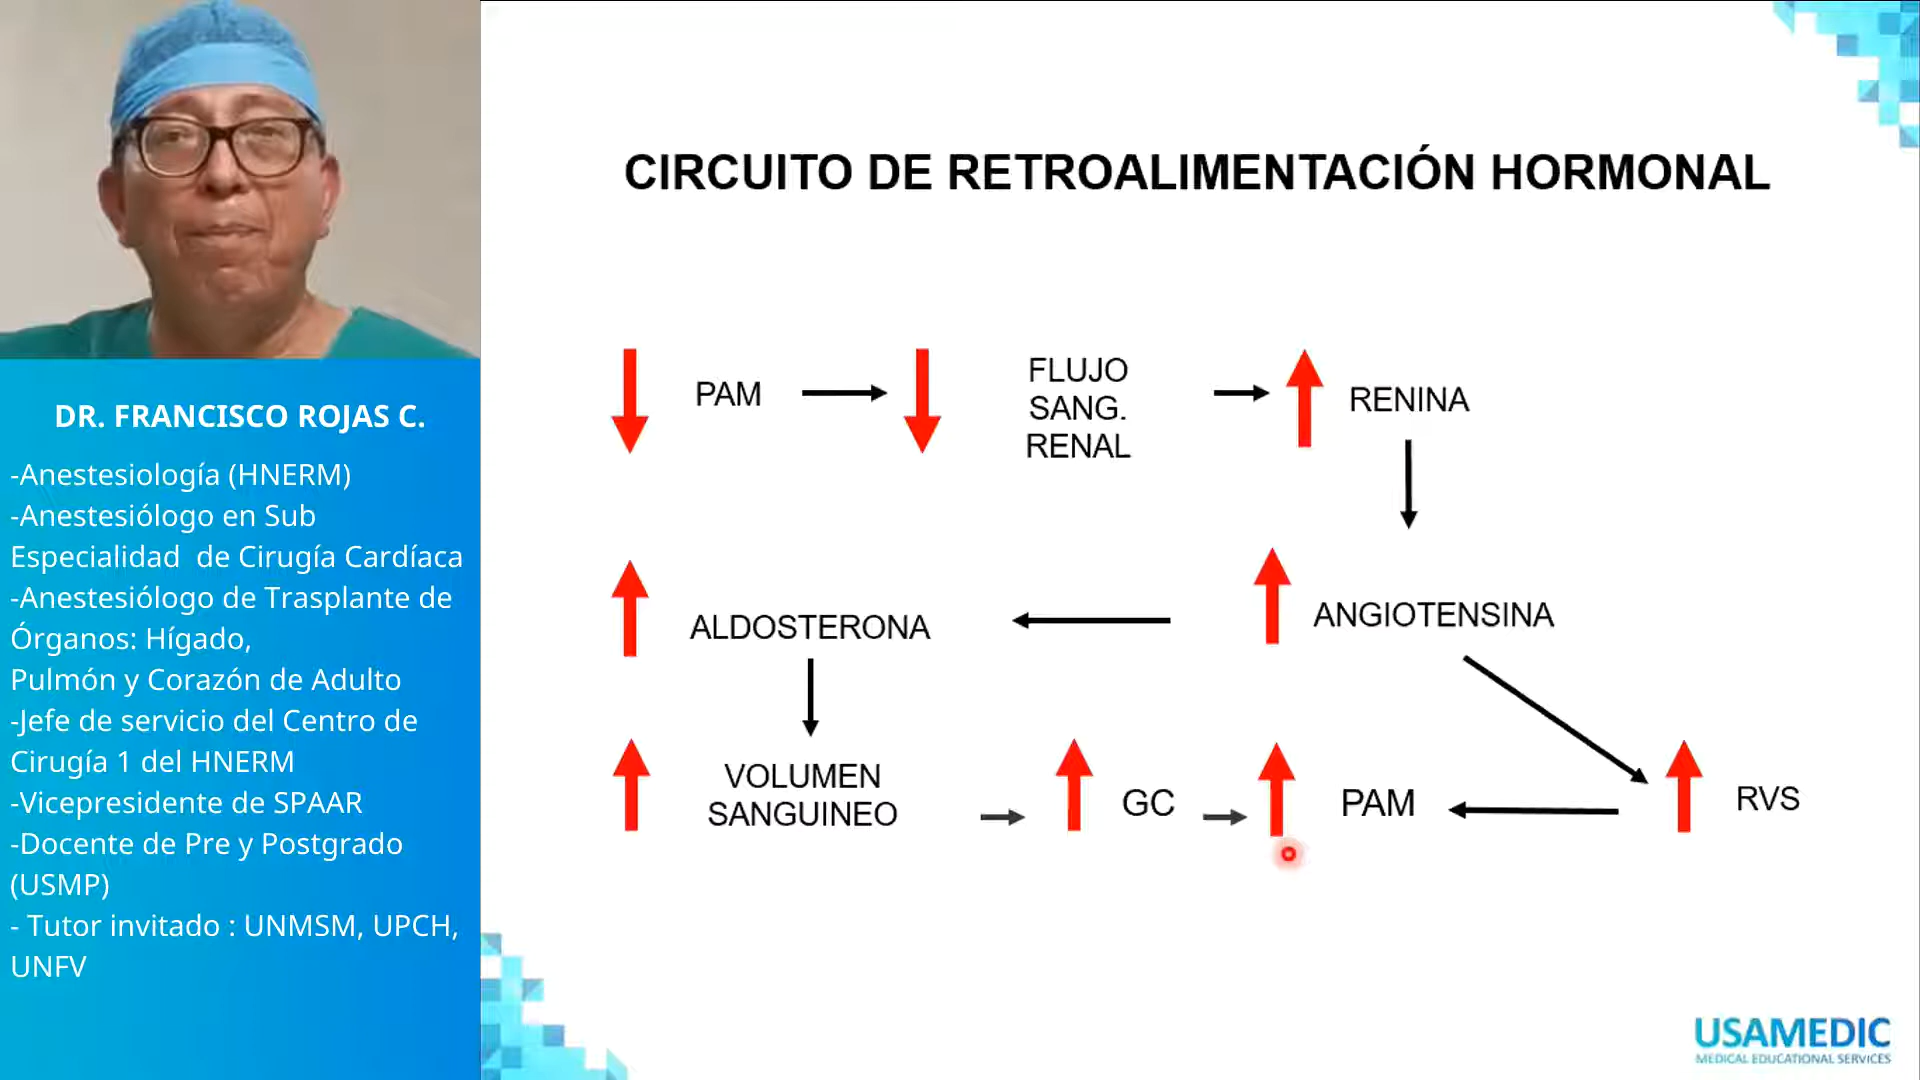 DR. FRANCISCO ROJAS C.
-Anestesiología (HNERM)
-Anestesiólogo en Sub
Especialidad  de Cirugía Cardíaca
-Anestesiólogo de Trasplante de
Órganos: Hígado,
Pulmón y Corazón de Adulto
-Jefe de servicio del Centro de
Cirugía 1 del HNERM
-Vicepresidente de SPAAR
-Docente de Pre y Postgrado
(USMP)
- Tutor invitado : UNMSM, UPCH,
UNFV
CIRCUITO DE RETROALIMENTACIÓN HORMONAL
PAM
FLUJO
SANG.
RENAL
RENINA
ALDOSTERONA
ANGIOTENSINA
VOLUMEN
SANGUINEO
GC
PAM
RVS
USAMEDIC
MEDICAL EDUCATIONAL SERVICES